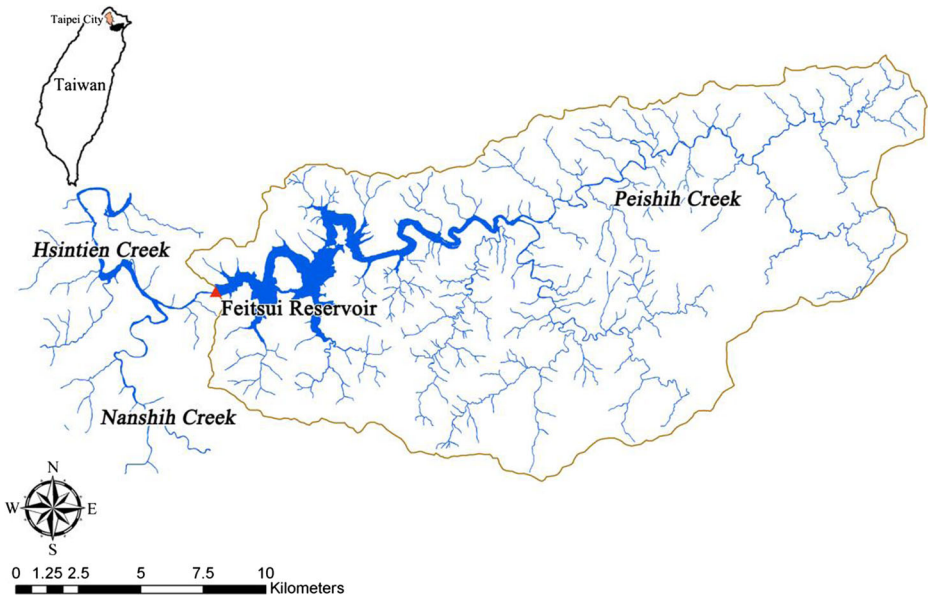 Taipei City
Taiwan
Peishih Creek
Hsintien Creek
Feitsui Reservoir
Nanshih Creek
N
W E
S
0 1.25 2.5 5 7.5 10
Kilometers